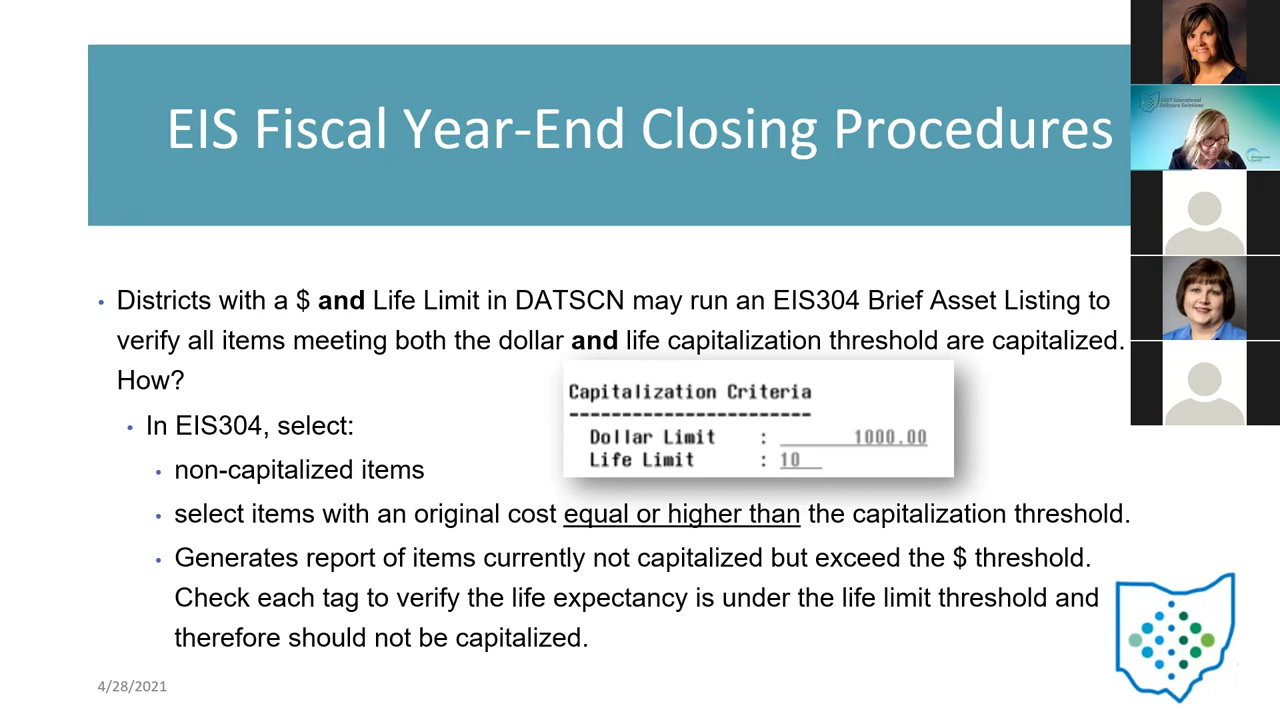 EIS Fiscal Year-End Closing Procedures
• Districts with a $ and Life Limit in DATSCN may run an EIS304 Brief Asset Listing to
verify all items meeting both the dollar and life capitalization threshold are capitalized.
How?
Capitalization Criteria
-----------------------
Dollar Limit : 1000.00
Life Limit : 10
• In EIS304, select:
• non-capitalized items
• select items with an original cost equal or higher than the capitalization threshold.
• Generates report of items currently not capitalized but exceed the $ threshold.
Check each tag to verify the life expectancy is under the life limit threshold and
therefore should not be capitalized.
4/28/2021
Educational
Software Solutions